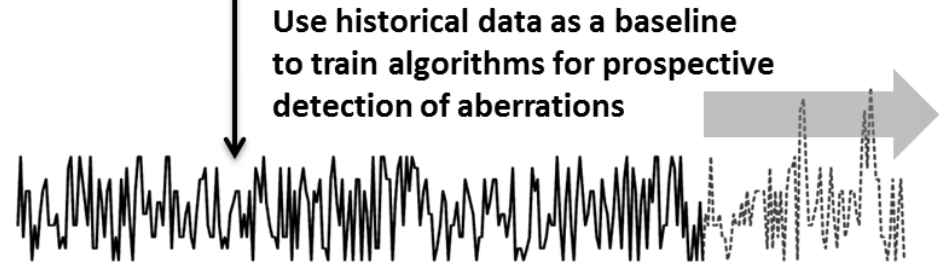 Use historical data as a baseline
to train algorithms for prospective
detection of aberrations